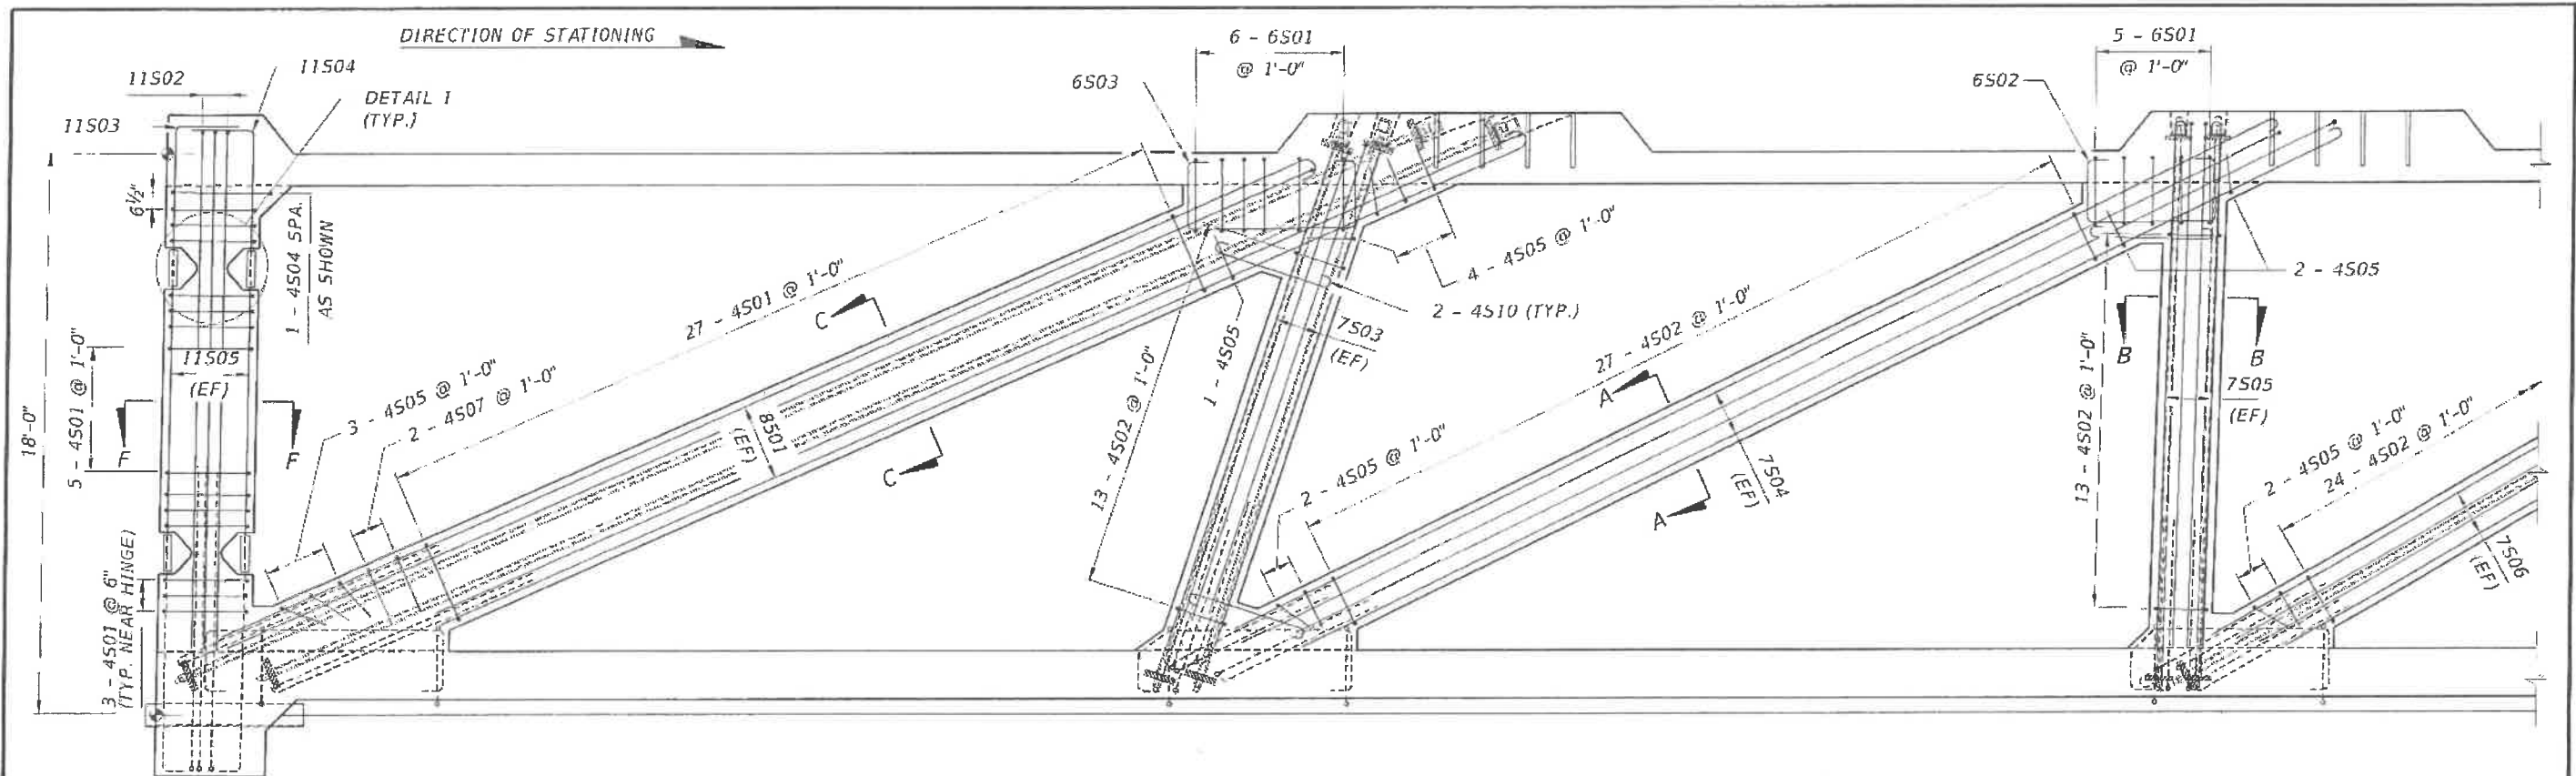 DIRECTION OF STATIONING
11S02
11S04
DETAIL 1
(TYP.)
11S03
6S03
6 - 6S01
@ 1'-0"
6S02
5 - 6S01
@ 1'-0"
18'-0"
6½"
1 - 4S04 SPA.
AS SHOWN
5 - 4S01 @ 1'-0"
11S05
(EF)
F
F
3 - 4S01 @ 6"
(TYP. NEAR HINGE)
3 - 4S05 @ 1'-0"
2 - 4S07 @ 1'-0"
27 - 4S01 @ 1'-0"
C
C
8S01
(EF)
13 - 4S02 @ 1'-0"
1 - 4S05
7S03
(EF)
4 - 4S05 @ 1'-0"
2 - 4S10 (TYP.)
2 - 4S05 @ 1'-0"
27 - 4S02 @ 1'-0"
A
A
7S04
(EF)
2 - 4S05
B
B
13 - 4S02 @ 1'-0"
7S05
(EF)
2 - 4S05 @ 1'-0"
24 - 4S02 @ 1'-0"
7S06
(EF)